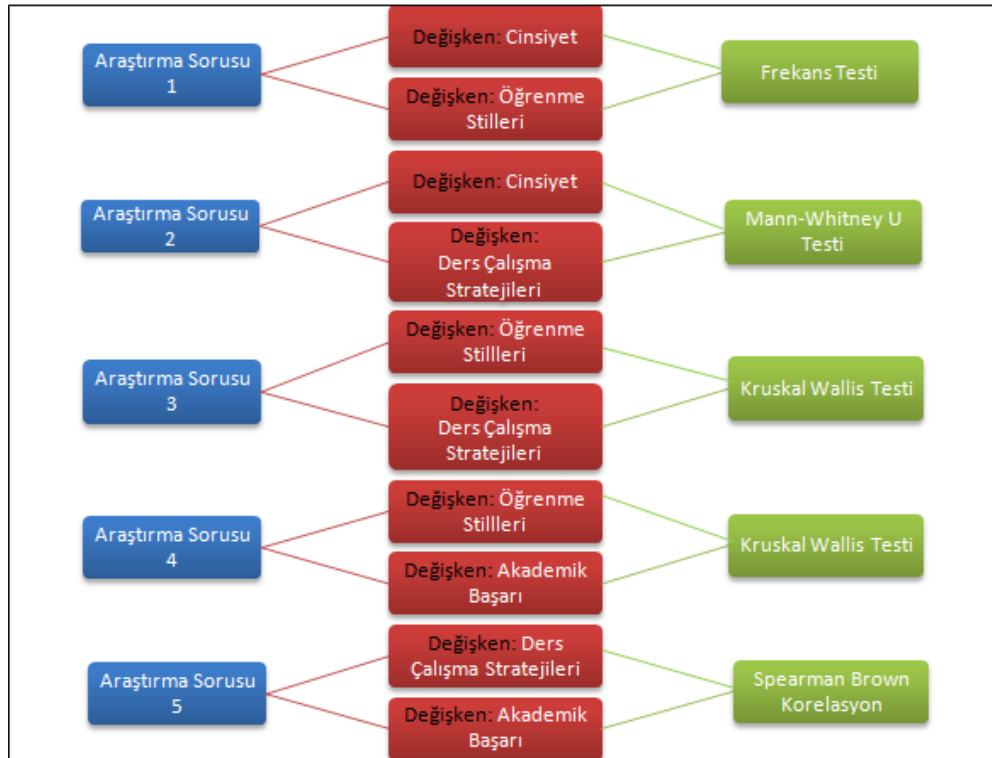 Araştırma Sorusu
1
Değişken: Cinsiyet
Değişken: Öğrenme
Stilleri
Frekans Testi
Araştırma Sorusu
2
Değişken: Cinsiyet
Değişken:
Ders Çalışma
Stratejileri
Mann-Whitney U
Testi
Araştırma Sorusu
3
Değişken: Öğrenme
Stillleri
Değişken:
Ders Çalışma
Stratejileri
Kruskal Wallis Testi
Araştırma Sorusu
4
Değişken: Öğrenme
Stillleri
Değişken: Akademik
Başarı
Kruskal Wallis Testi
Araştırma Sorusu
5
Değişken: Ders
Çalışma Stratejileri
Değişken: Akademik
Başarı
Spearman Brown
Korelasyon